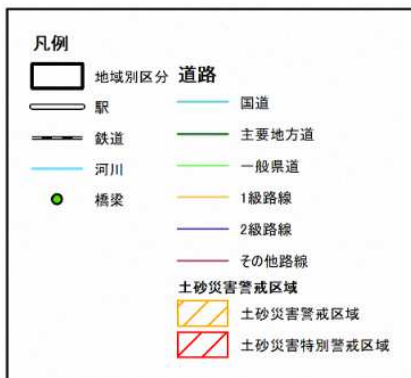 凡例
地域別区分
駅
鉄道
河川
橋梁
道路
国道
主要地方道
一般県道
1級路線
2級路線
その他路線
土砂災害警戒区域
土砂災害警戒区域
土砂災害特別警戒区域